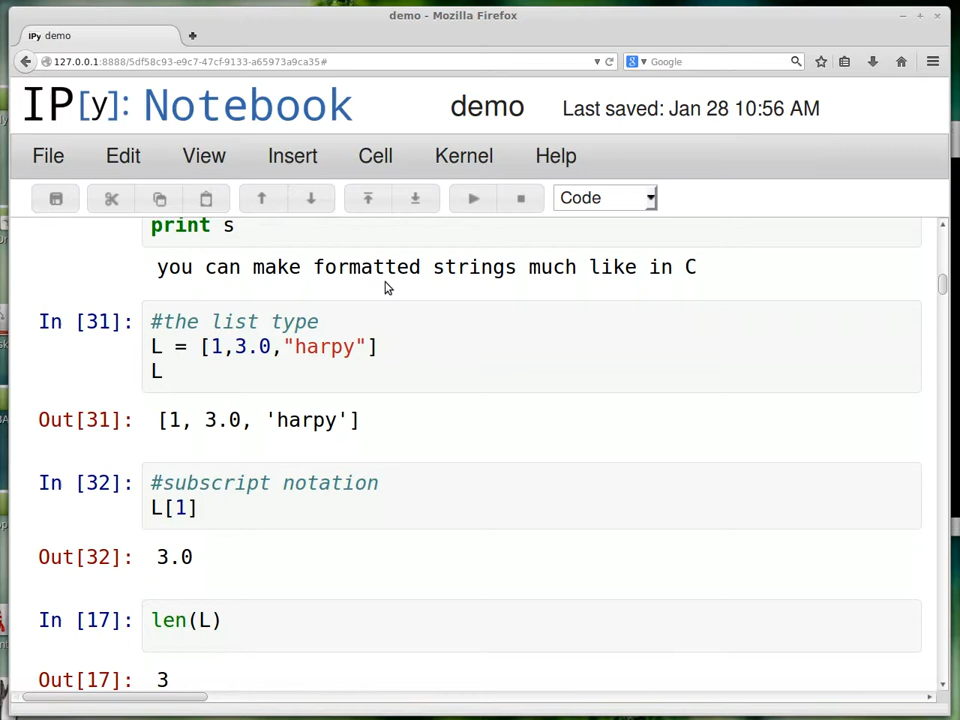 demo - Mozilla Firefox
IPy demo
127.0.0.1:8888/5df58c93-e9c7-47cf-9133-a65973a9ca35#
Google
IP[y]: Notebook demo Last saved: Jan 28 10:56 AM
File Edit View Insert Cell Kernel Help
Code
print s
you can make formatted strings much like in C
In [31]: #the list type
L = [1,3.0,"harpy"]
L
Out[31]: [1, 3.0, 'harpy']
In [32]: #subscript notation
L[1]
Out[32]: 3.0
In [17]: len(L)
Out[17]: 3